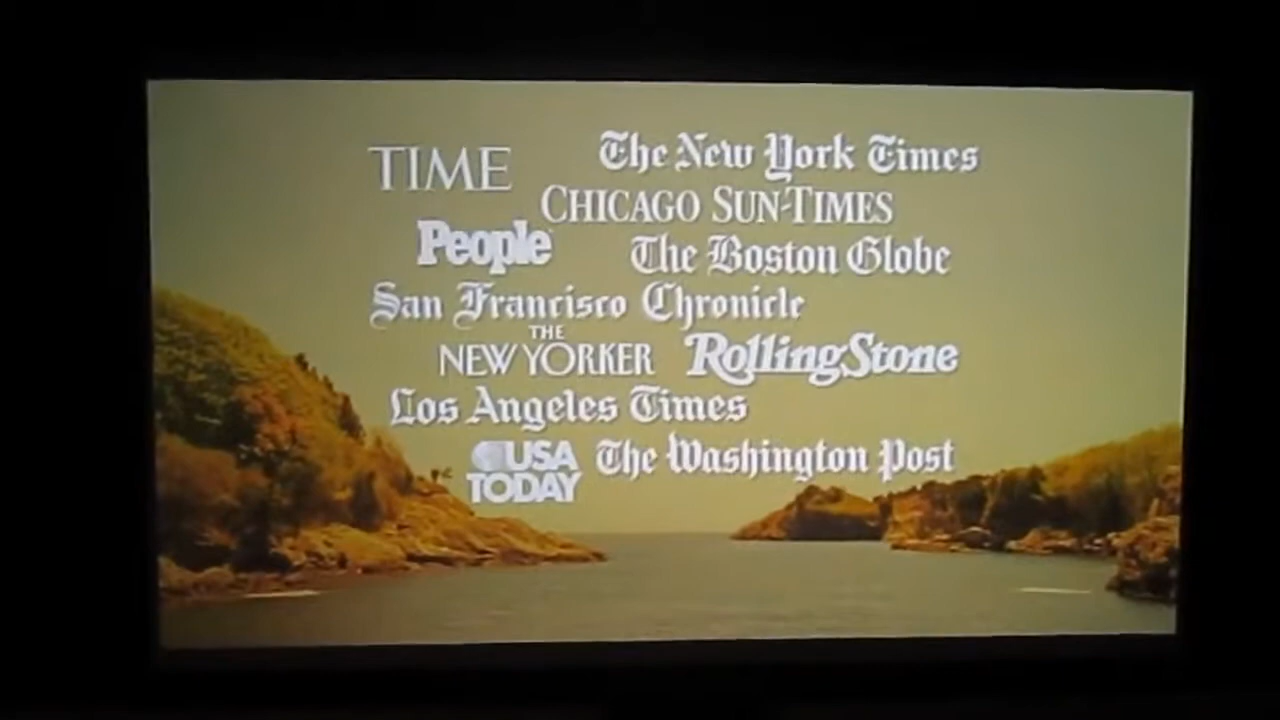 TIME The New York Times
CHICAGO SUN-TIMES
People The Boston Globe
San Francisco Chronicle
THE
NEW YORKER RollingStone
Los Angeles Times
USA TODAY The Washington Post